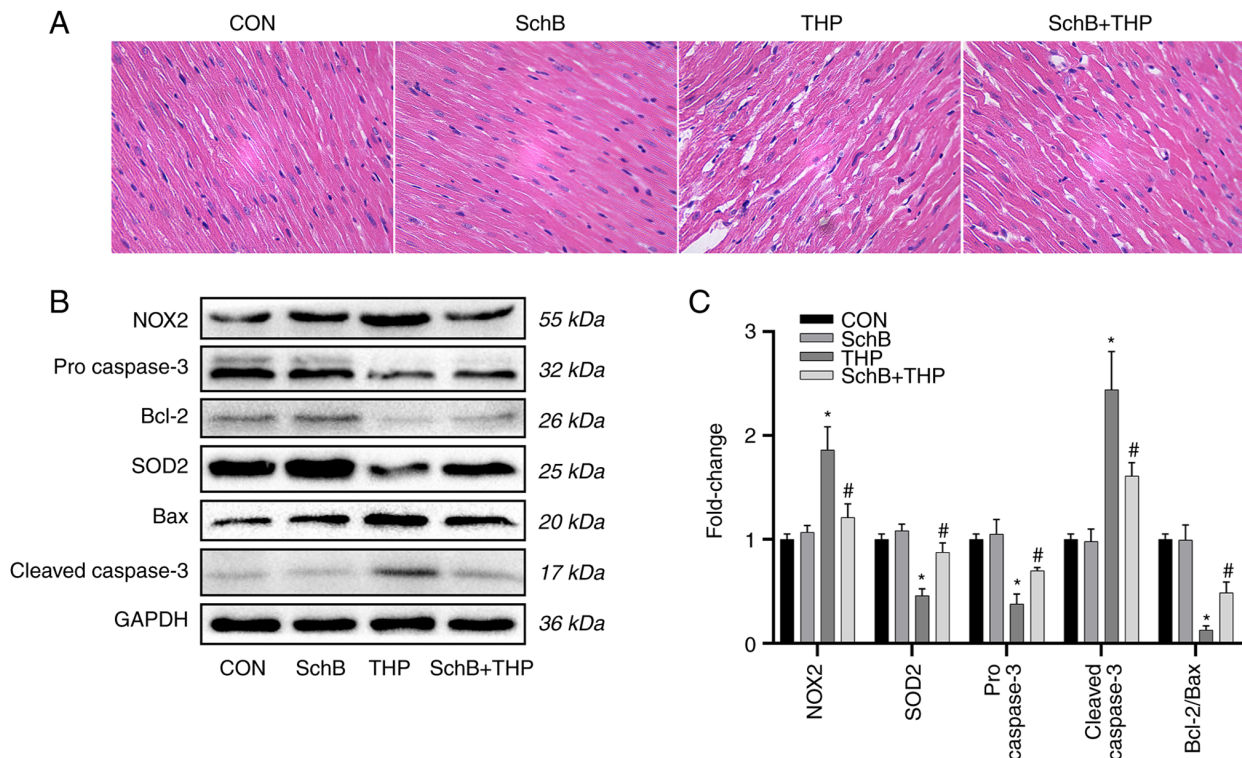 A
CON
SchB
THP
SchB+THP
B
NOX2
55 kDa
Pro caspase-3
32 kDa
Bcl-2
26 kDa
SOD2
25 kDa
Bax
20 kDa
Cleaved caspase-3
17 kDa
GAPDH
36 kDa
CON
SchB
THP
SchB+THP
C
CON
SchB
THP
SchB+THP
Fold-change
3
2
1
0
*
#
*
#
*
#
*
#
*
#
NOX2
SOD2
Pro
caspase-3
Cleaved
caspase-3
Bcl-2/Bax